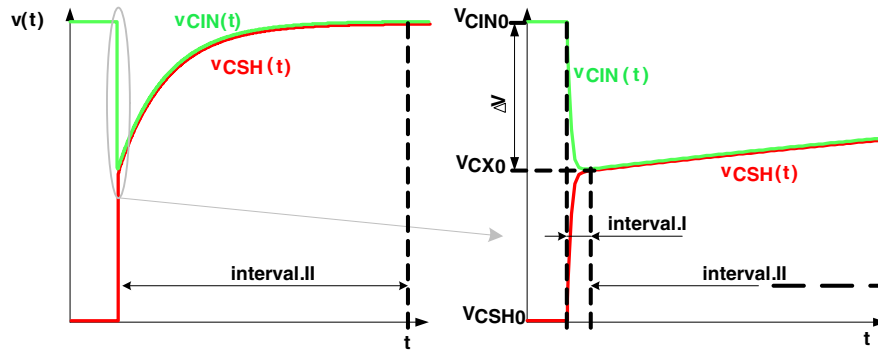 v(t)
vCIN(t)
vCSH(t)
interval.II
t
VCIN0
ΔV
vCIN(t)
VCX0
vCSH(t)
interval.I
interval.II
VCSH0
t